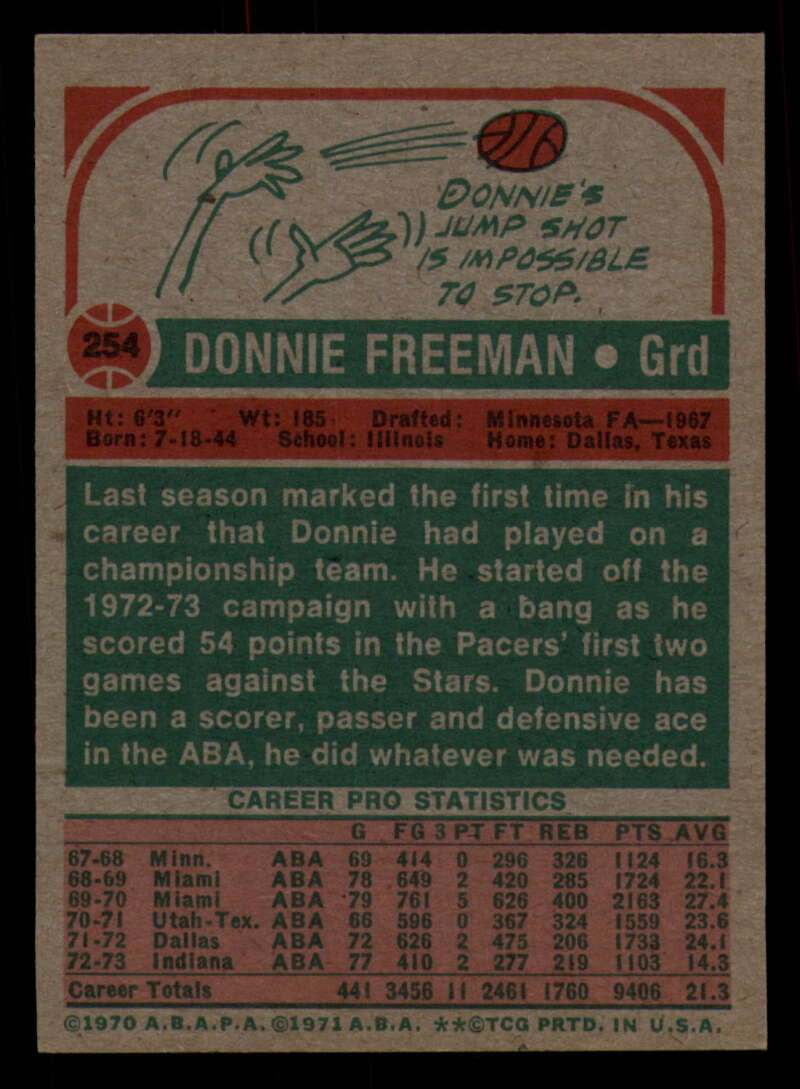 DONNIE'S
JUMP SHOT
IS IMPOSSIBLE
TO STOP.
254 DONNIE FREEMAN • Grd
Ht: 6'3" Wt: 185 Drafted: Minnesota FA—1967
Born: 7-18-44 School: Illinois Home: Dallas, Texas
Last season marked the first time in his
career that Donnie had played on a
championship team. He started off the
1972-73 campaign with a bang as he
scored 54 points in the Pacers' first two
games against the Stars. Donnie has
been a scorer, passer and defensive ace
in the ABA, he did whatever was needed.
CAREER PRO STATISTICS
G FG 3 PT FT REB PTS AVG
67-68 Minn. ABA 69 414 0 296 326 1124 16.3
68-69 Miami ABA 78 649 2 420 285 1724 22.1
69-70 Miami ABA 79 761 5 626 400 2163 27.4
70-71 Utah-Tex. ABA 66 596 0 367 324 1559 23.6
71-72 Dallas ABA 72 626 2 475 206 1733 24.1
72-73 Indiana ABA 77 410 2 277 219 1103 14.3
Career Totals 441 3456 11 2461 1760 9406 21.3
©1970 A.B.A.P.A. ©1971 A.B.A. **©TCG PRTD. IN U.S.A.